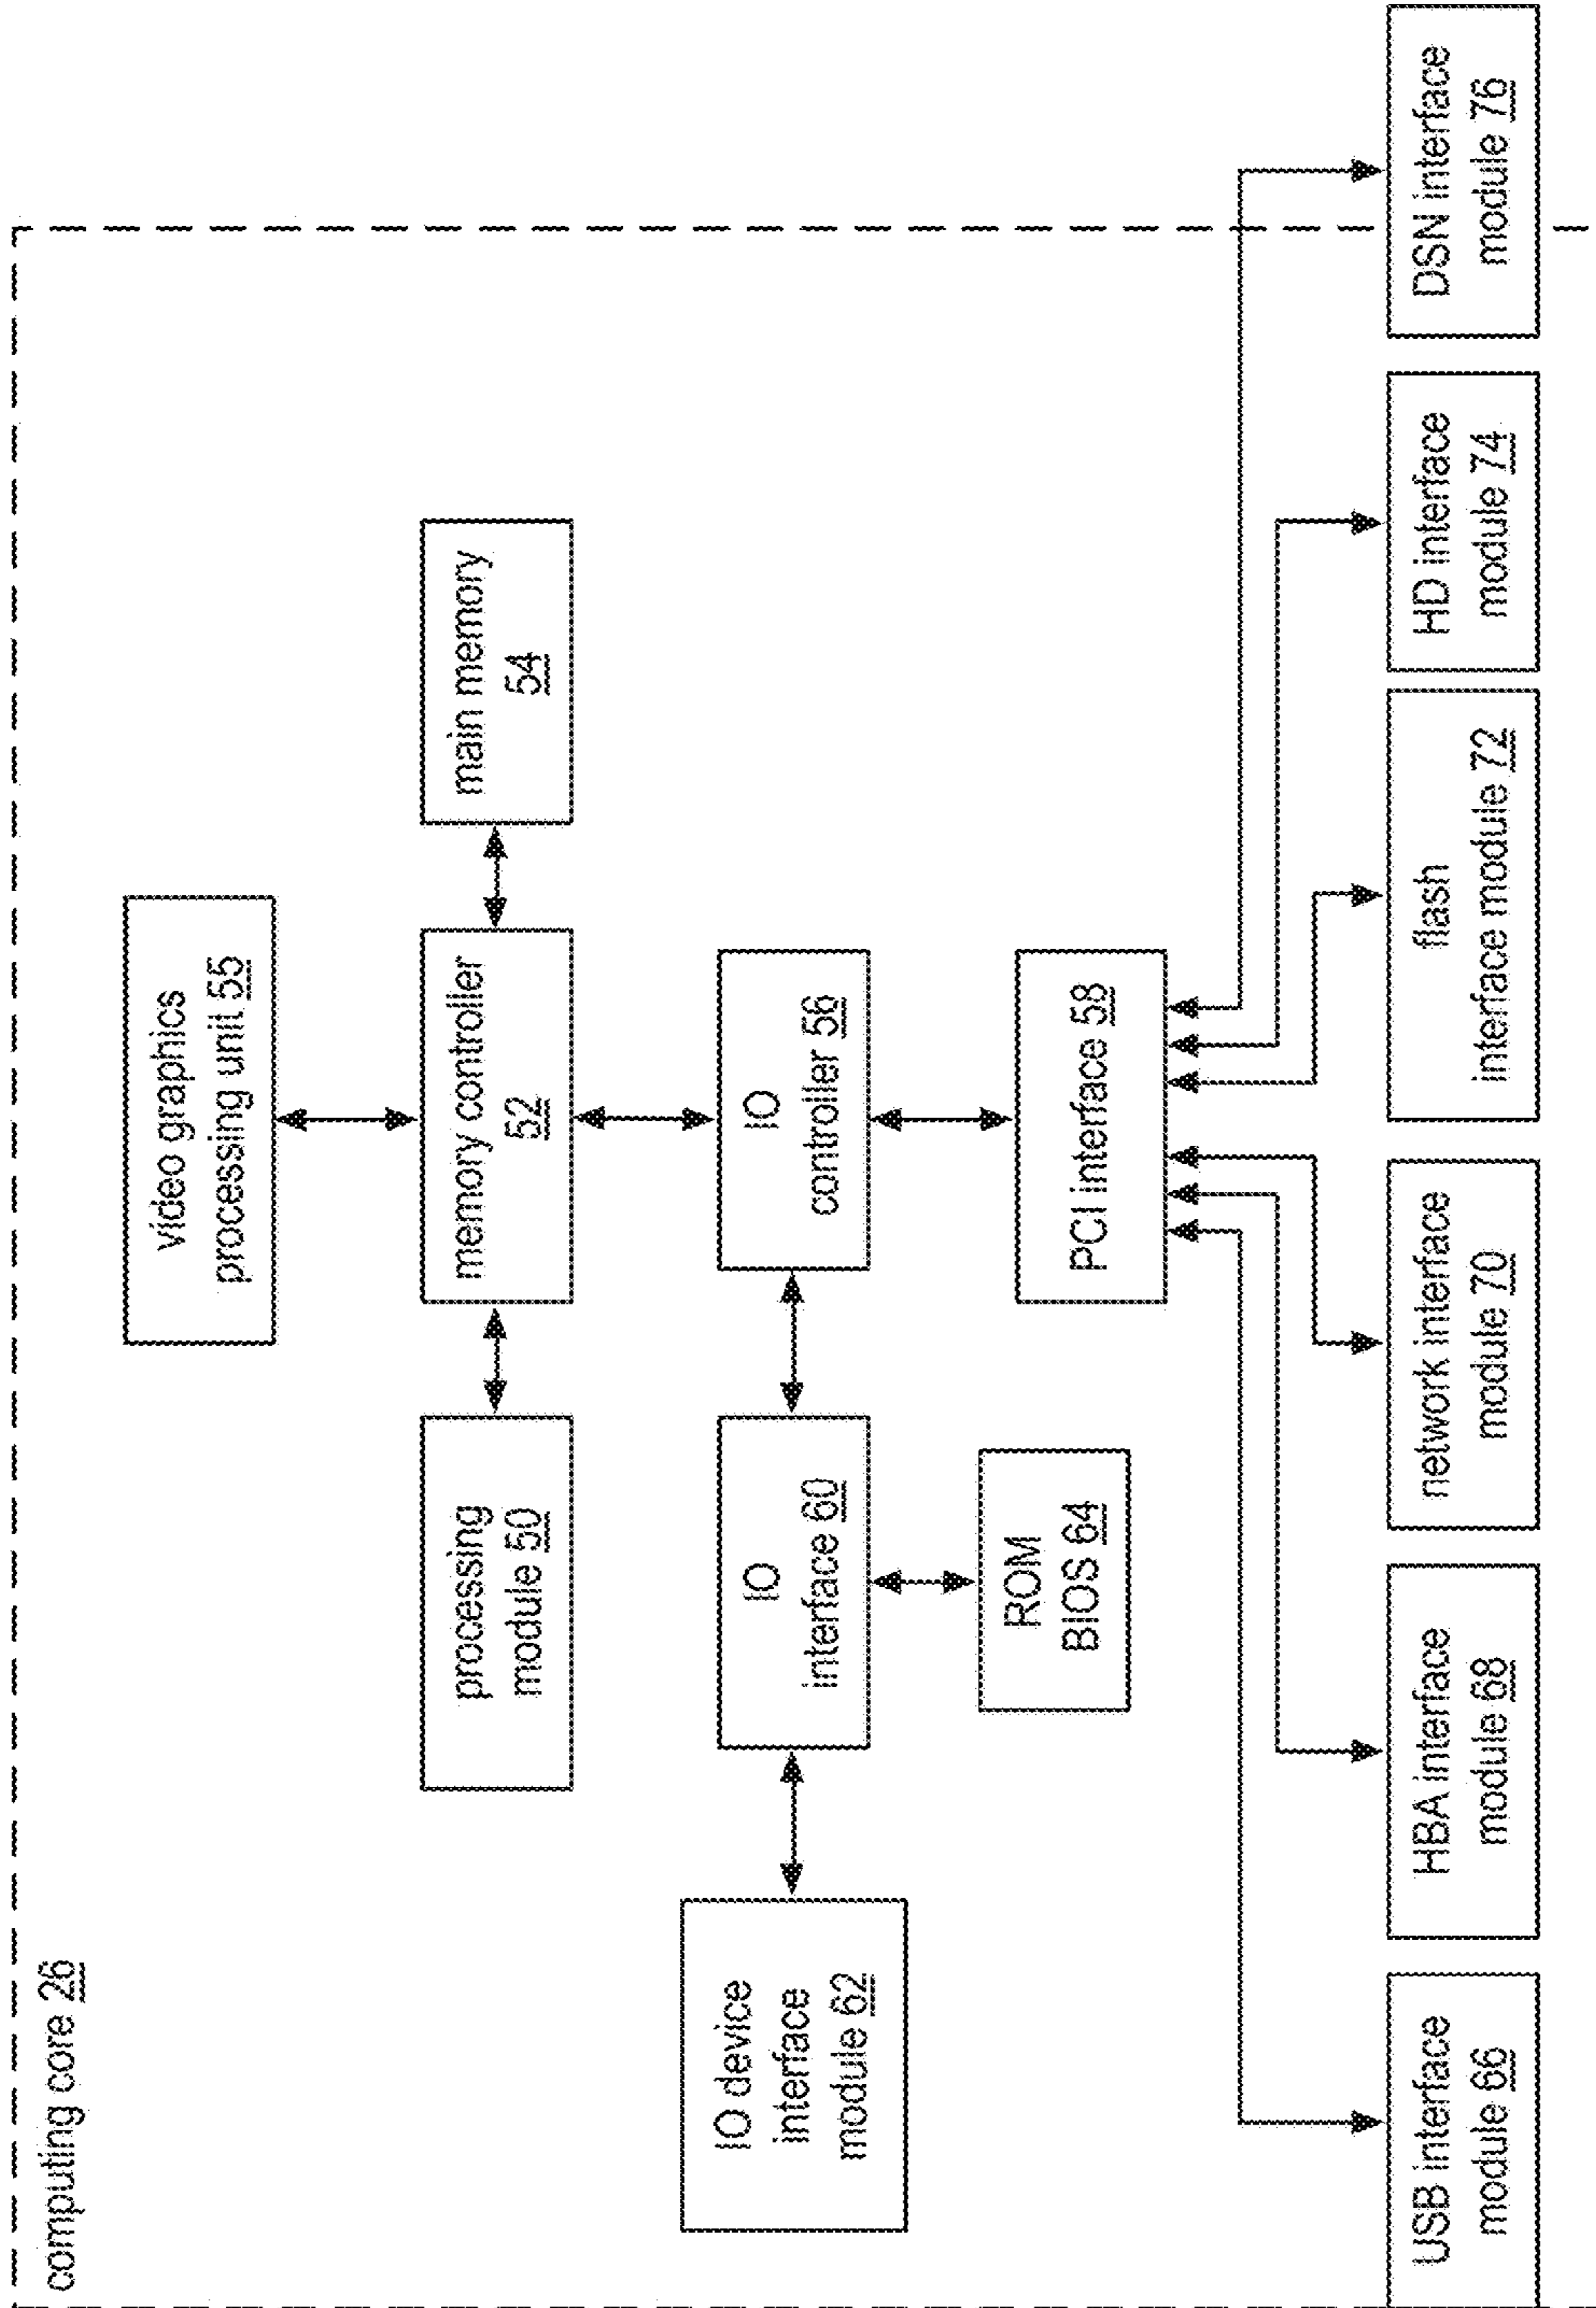 computing core 26
video graphics
processing unit 55
processing
module 50
memory controller
52
main memory
54
IO device
interface
module 62
IO
interface 60
IO
controller 56
ROM
BIOS 64
PCI interface 58
USB interface
module 66
HBA interface
module 68
network interface
module 70
flash
interface module 72
HD interface
module 74
DSN interface
module 76